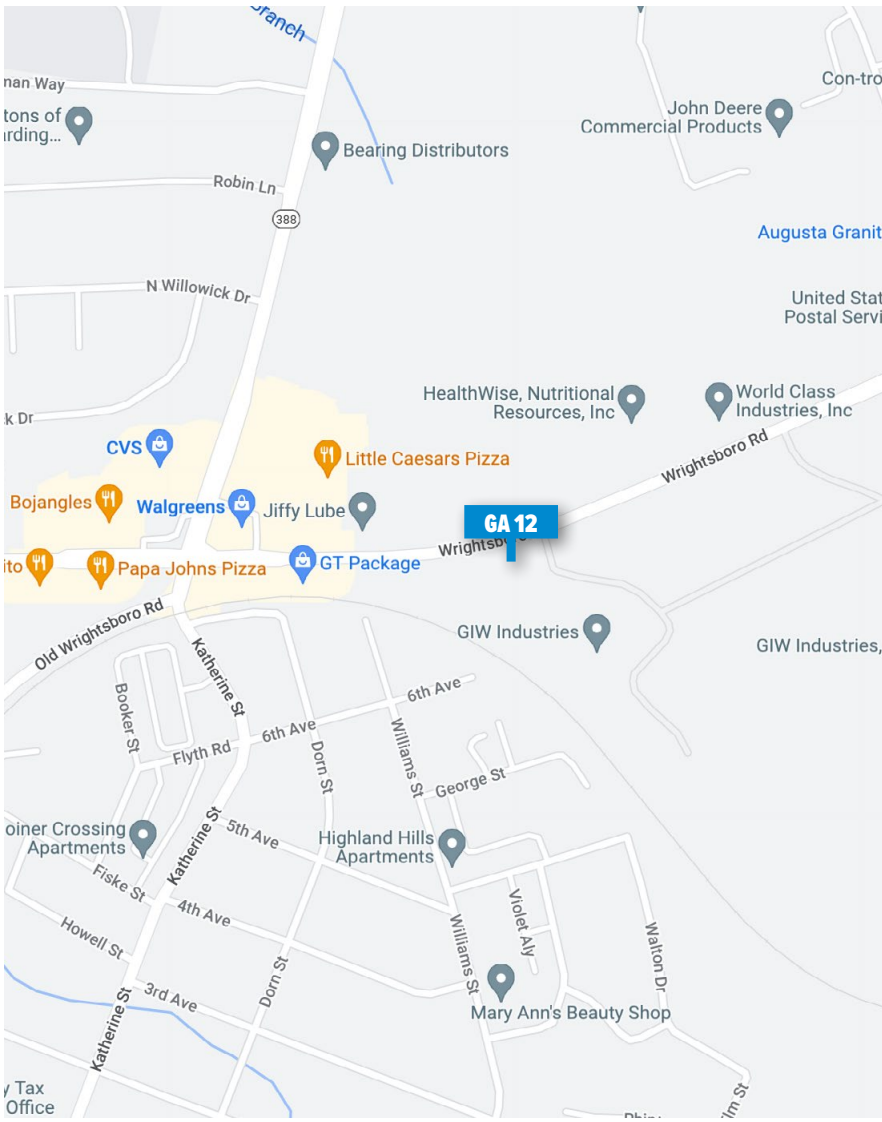 Branch
man Way
tons of
arding...
John Deere
Commercial Products
Con-tro
Bearing Distributors
Robin Ln
388
Augusta Granit
N Willowick Dr
United Stat
Postal Servi
k Dr
HealthWise, Nutritional
Resources, Inc
World Class
Industries, Inc
CVS
Little Caesars Pizza
Wrightsboro Rd
Bojangles
Walgreens
Jiffy Lube
GA 12
Wrightsbo
ito
Papa Johns Pizza
GT Package
Old Wrightsboro Rd
GIW Industries
GIW Industries,
Katherine St
Booker St
6th Ave
Flyth Rd
6th Ave
Dorn St
Williams St
George St
oiner Crossing
Apartments
Katherine St
5th Ave
Highland Hills
Apartments
Fiske St
4th Ave
Violet Aly
Howell St
Williams St
Walton Dr
3rd Ave
Dorn St
Mary Ann's Beauty Shop
Katherine St
y Tax
Office
lm St